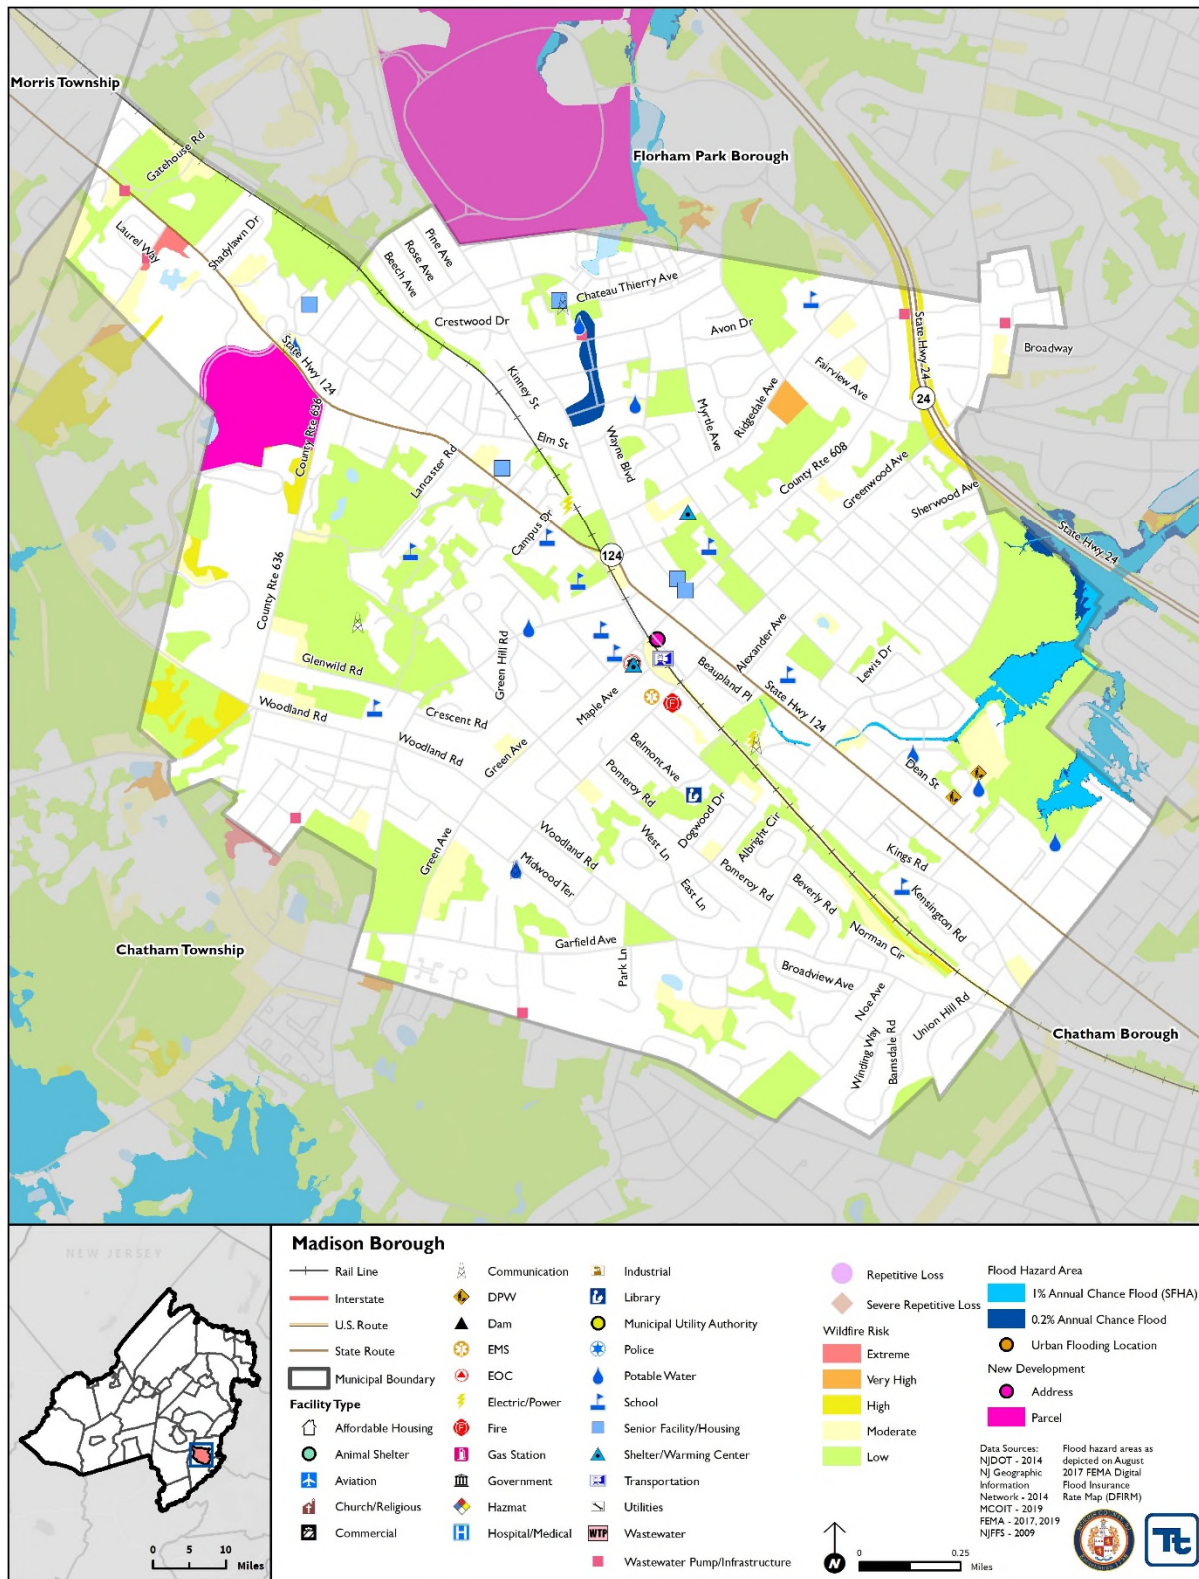 Morris Township
Gatehouse Rd
Florham Park Borough
Laurel Way
Shadylawn Dr
Pine Ave
Rose Ave
Beech Ave
Chateau Thierry Ave
Crestwood Dr
Avon Dr
State Hwy 24
Broadway
State Hwy 124
Kinney St
Fairview Ave
24
Ridgedale Ave
Myrtle Ave
County Rte 636
Elm St
Wayne Blvd
Lancaster Rd
County Rte 608
Greenwood Ave
Sherwood Ave
Campus Dr
State Hwy 24
124
County Rte 636
Green Hill Rd
Alexander Ave
Glenwild Rd
Beaupland Pl
Lewis Dr
Woodland Rd
Crescent Rd
Maple Ave
State Hwy 124
Woodland Rd
Green Ave
Belmont Ave
Dean St
Pomeroy Rd
Dogwood Dr
Albright Cir
Green Ave
Woodland Rd
West Ln
Kings Rd
Midwood Ter
Pomeroy Rd
East Ln
Beverly Rd
Kensington Rd
Chatham Township
Garfield Ave
Norman Cir
Park Ln
Broadview Ave
Noe Ave
Union Hill Rd
Winding Way
Barnsdale Rd
Chatham Borough
NEW JERSEY
0 5 10
Miles
Madison Borough
Rail Line
Interstate
U.S. Route
State Route
Municipal Boundary
Facility Type
Affordable Housing
Animal Shelter
Aviation
Church/Religious
Commercial
Communication
DPW
Dam
EMS
EOC
Electric/Power
Fire
Gas Station
Government
Hazmat
Hospital/Medical
Industrial
Library
Municipal Utility Authority
Police
Potable Water
School
Senior Facility/Housing
Shelter/Warming Center
Transportation
Utilities
WTP Wastewater
Wastewater Pump/Infrastructure
Repetitive Loss
Severe Repetitive Loss
Wildfire Risk
Extreme
Very High
High
Moderate
Low
N
0 0.25
Miles
Flood Hazard Area
1% Annual Chance Flood (SFHA)
0.2% Annual Chance Flood
Urban Flooding Location
New Development
Address
Parcel
Data Sources:
NJDOT - 2014
NJ Geographic
Information
Network - 2014
MCOIT - 2019
FEMA - 2017, 2019
NJFFS - 2009
Flood hazard areas as
depicted on August
2017 FEMA Digital
Flood Insurance
Rate Map (DFIRM)
Tt